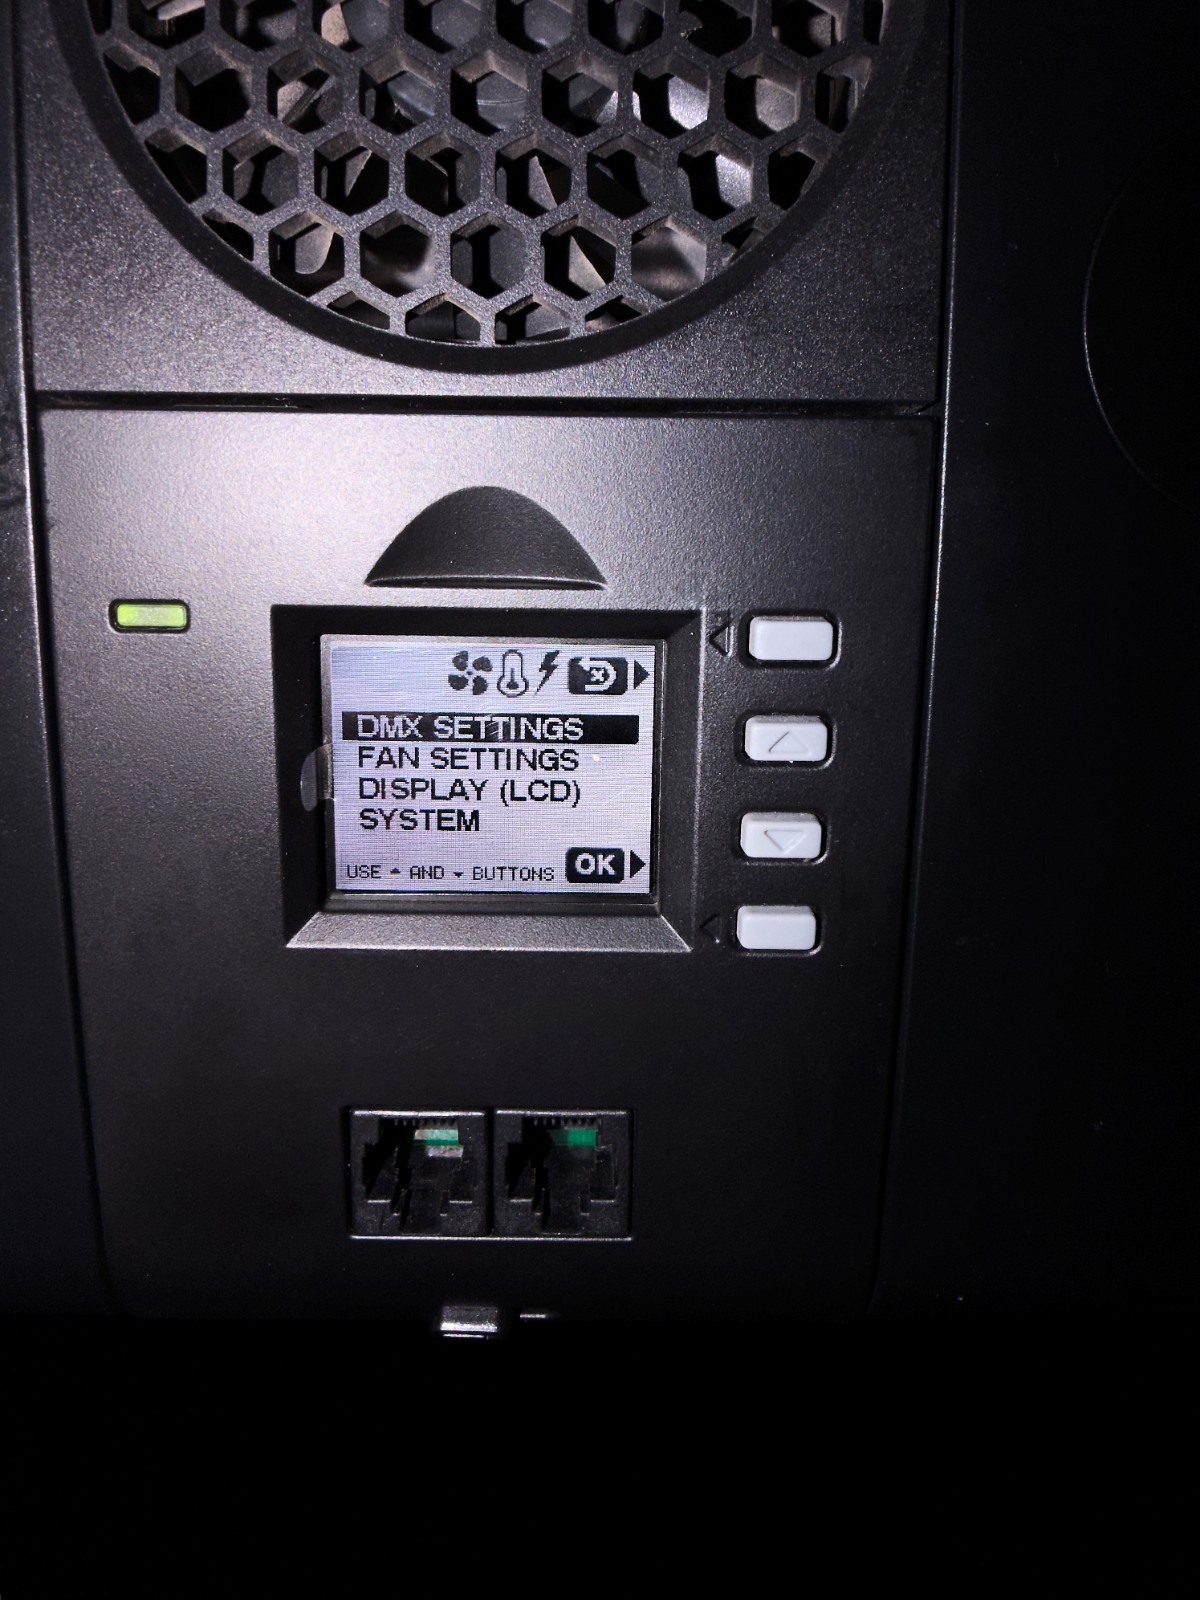 DMX SETTINGS
FAN SETTINGS
DISPLAY (LCD)
SYSTEM
USE ▲ AND ▼ BUTTONS OK